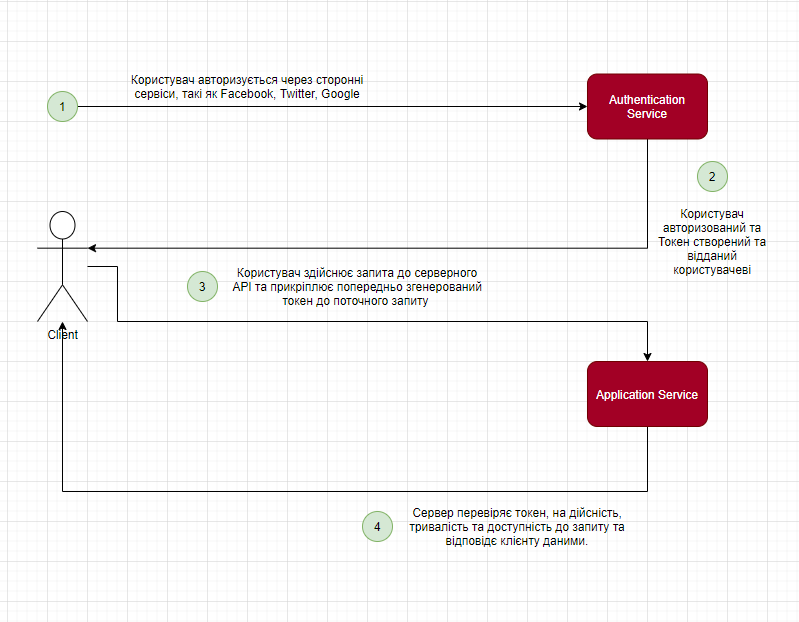 Користувач авторизується через сторонні
сервіси, такі як Facebook, Twitter, Google
1
Authentication
Service
2
Користувач
авторизований та
Токен створений та
відданий
користувачеві
Користувач здійснює запита до серверного
API та прикріплює попередньо згенерований
токен до поточного запиту
3
Client
Application Service
Сервер перевіряє токен, на дійсність,
тривалість та доступність до запиту та
відповідє клієнту даними.
4